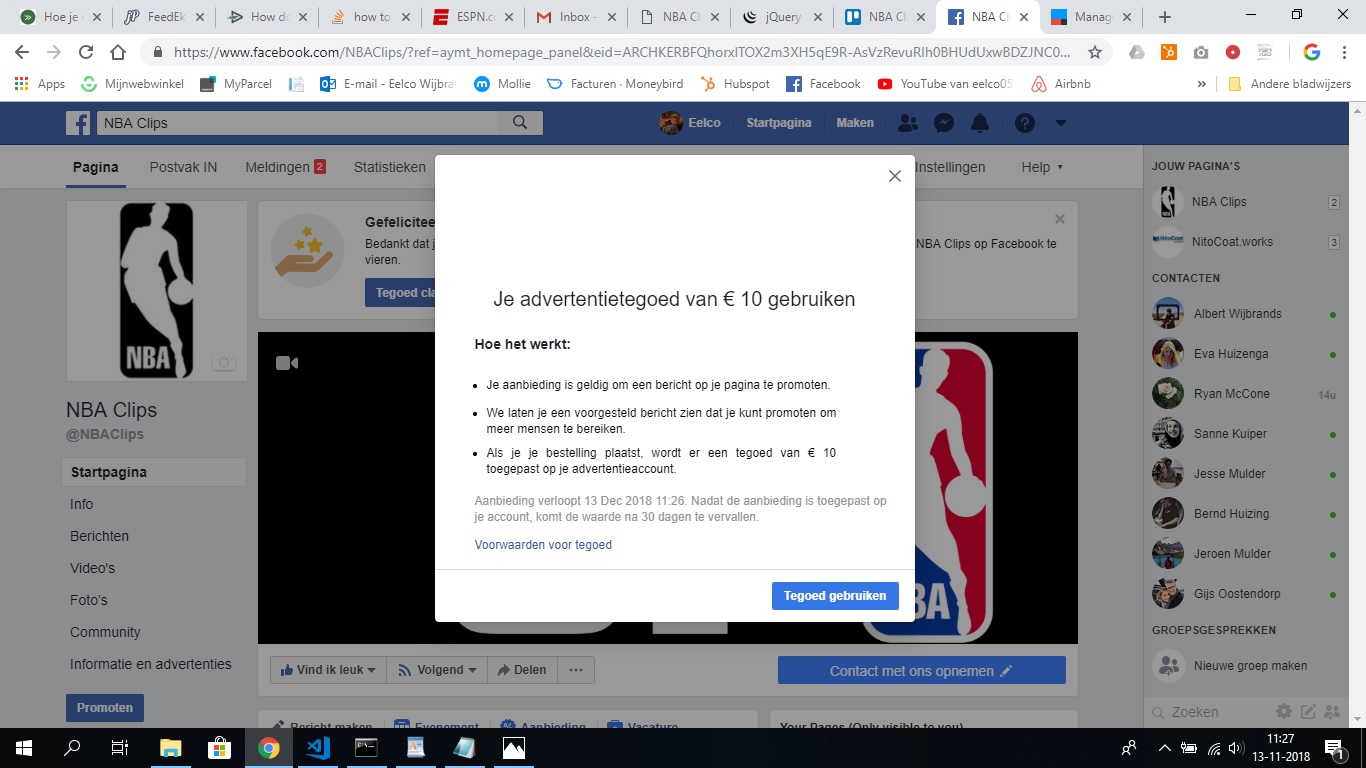 Hoe je
FeedEk
How do
how to
ESPN.c
Inbox -
NBA Cl
jQuery
NBA Cl
NBA Cl
Manag
https://www.facebook.com/NBAClips/?ref=aymt_homepage_panel&eid=
Apps
Mijnwebwinkel
MyParcel
E-mail - Eelco Wijbra
Mollie
Facturen · Moneybird
Hubspot
Facebook
YouTube van eelco05
Airbnb
»
Andere bladwijzers
NBA Clips
Eelco
Startpagina
Maken
Pagina
Postvak IN
Meldingen 2
Statistieken
Instellingen
Help
JOUW PAGINA'S
NBA Clips 2
NitoCoat.works 3
CONTACTEN
Albert Wijbrands
Eva Huizenga
Ryan McCone 14u
Sanne Kuiper
Jesse Mulder
Bernd Huizing
Jeroen Mulder
Gijs Oostendorp
GROEPSGESPREKKEN
Nieuwe groep maken
Zoeken
NBA
NBA Clips
@NBAClips
Startpagina
Info
Berichten
Video's
Foto's
Community
Informatie en advertenties
Promoten
Gefelicitee
Bedankt dat j
NBA Clips op Facebook te
vieren.
Tegoed cla
Je advertentietegoed van € 10 gebruiken
Hoe het werkt:
• Je aanbieding is geldig om een bericht op je pagina te promoten.
• We laten je een voorgesteld bericht zien dat je kunt promoten om
meer mensen te bereiken.
• Als je je bestelling plaatst, wordt er een tegoed van € 10
toegepast op je advertentieaccount.
Aanbieding verloopt 13 Dec 2018 11:26. Nadat de aanbieding is toegepast op
je account, komt de waarde na 30 dagen te vervallen.
Voorwaarden voor tegoed
Tegoed gebruiken
BA
Vind ik leuk
Volgend
Delen
Contact met ons opnemen
Bericht maken
Evenement
Aanbieding
Vacature
Your Pages (Only visible to you)
11:27
13-11-2018
1